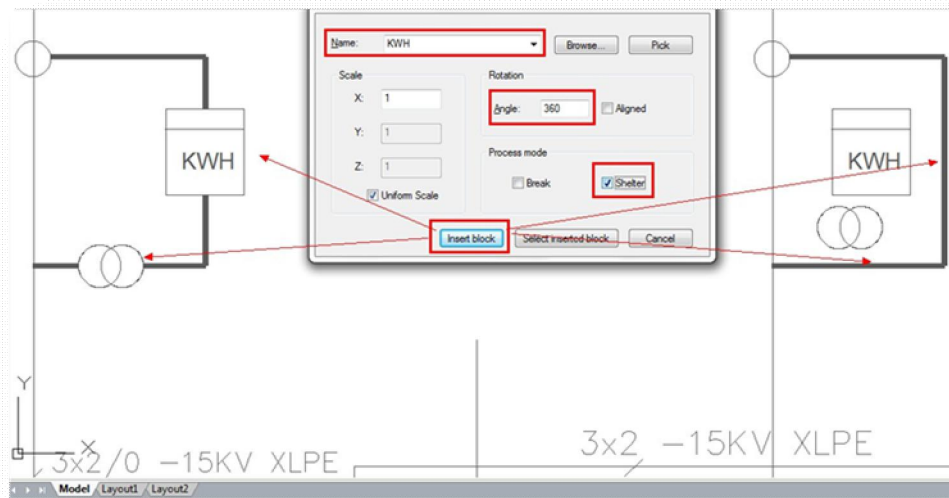 Name: KWH Browse... Pick
Scale
X: 1
Y: 1
Z: 1
Uniform Scale
Rotation
Angle: 360 Aligned
Process mode
Break Shelter
Insert block Select inserted block Cancel
KWH
KWH
3x2/0 -15KV XLPE
3x2 -15KV XLPE
Y
X
Model Layout1 Layout2